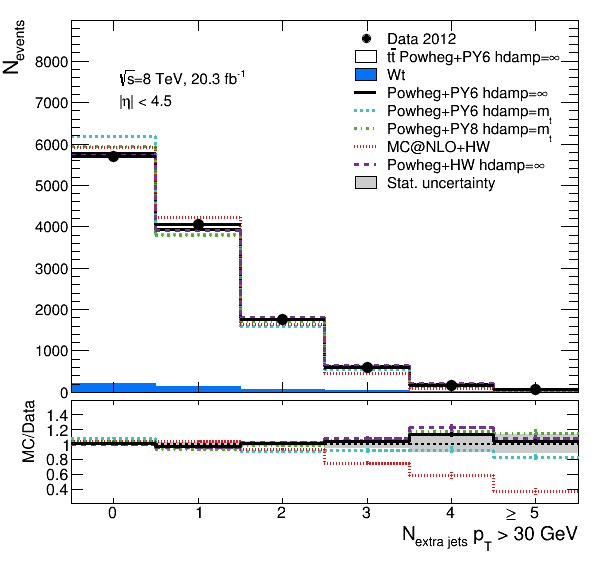 N_events
8000
7000
6000
5000
4000
3000
2000
1000
0
√s=8 TeV, 20.3 fb⁻¹
|η| < 4.5
Data 2012
tt̄ Powheg+PY6 hdamp=∞
Wt
Powheg+PY6 hdamp=∞
Powheg+PY6 hdamp=m_t
Powheg+PY8 hdamp=m_t
MC@NLO+HW
Powheg+HW hdamp=∞
Stat. uncertainty
MC/Data
1.4
1.2
1
0.8
0.6
0.4
0 1 2 3 4 ≥ 5
N_extra jets p_T > 30 GeV